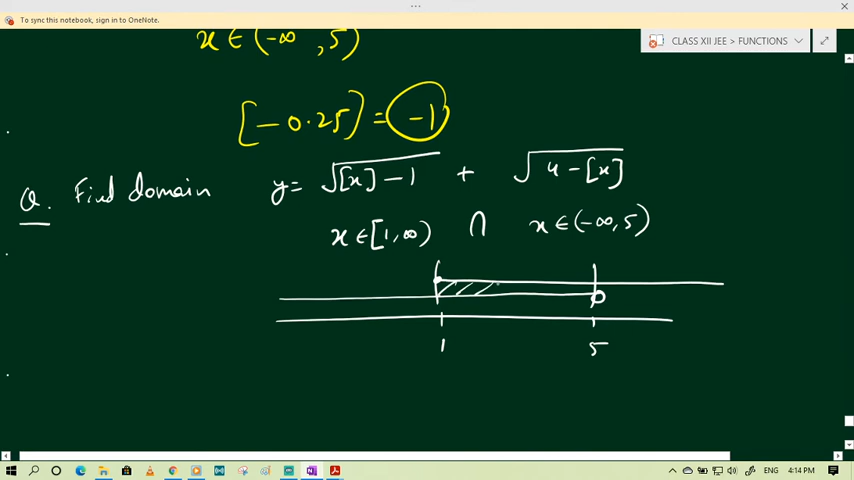 ...
To sync this notebook, sign in to OneNote.
CLASS XII JEE > FUNCTIONS
x ∈ (-∞ , 5)
[-0.25] = -1
Q. Find domain y = √([x] - 1) + √(4 - [x])
x ∈ [1, ∞) ∩ x ∈ (-∞, 5)
1 5
ENG 4:14 PM